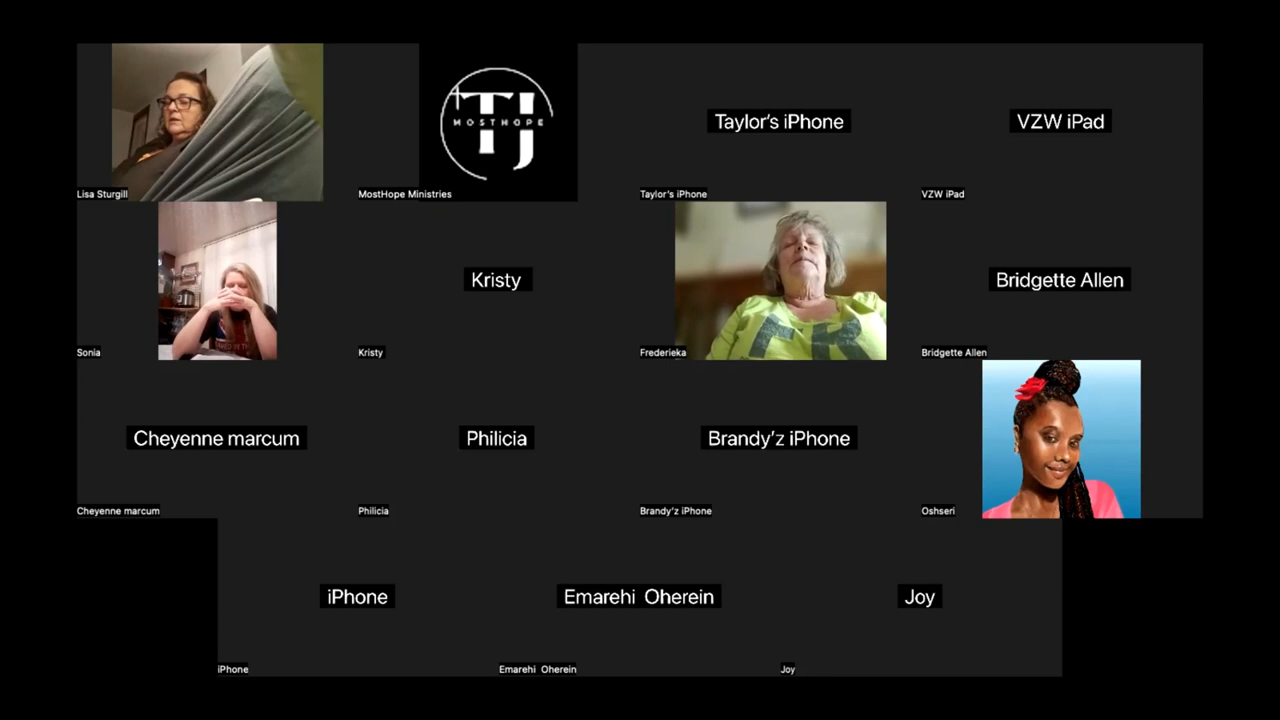 TJ
MOSTHOPE
Taylor's iPhone
VZW iPad
Lisa Sturgill
MostHope Ministries
Taylor's iPhone
VZW iPad
Kristy
Bridgette Allen
Sonia
Kristy
Frederieka
Bridgette Allen
Cheyenne marcum
Philicia
Brandy'z iPhone
Cheyenne marcum
Philicia
Brandy'z iPhone
Oshseri
iPhone
Emarehi Oherein
Joy
iPhone
Emarehi Oherein
Joy